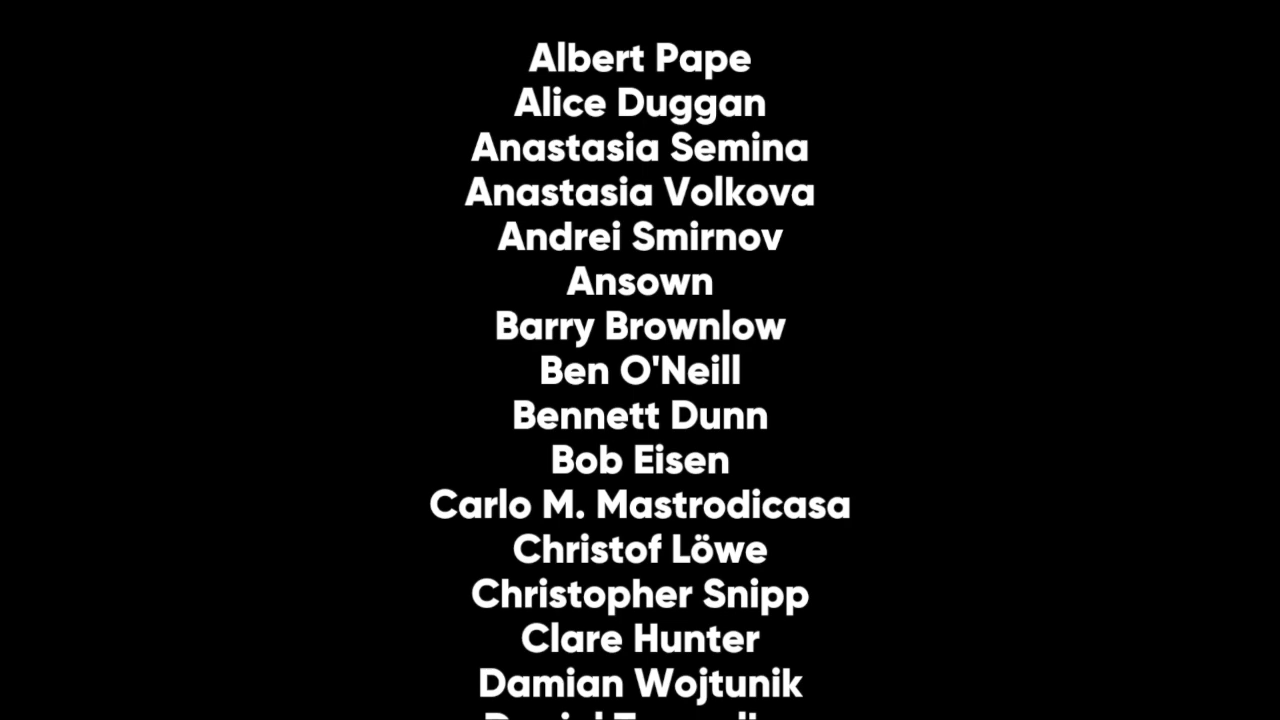 Albert Pape
Alice Duggan
Anastasia Semina
Anastasia Volkova
Andrei Smirnov
Ansown
Barry Brownlow
Ben O'Neill
Bennett Dunn
Bob Eisen
Carlo M. Mastrodicasa
Christof Löwe
Christopher Snipp
Clare Hunter
Damian Wojtunik